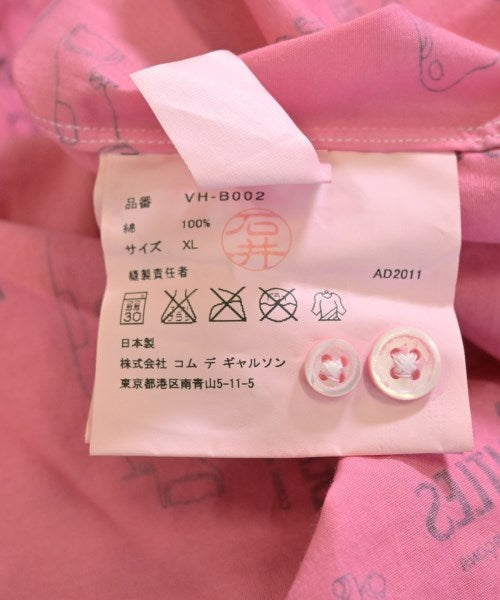 品番 VH-B002
綿 100%
サイズ XL
石井
縫製責任者 AD2011
30
日本製
株式会社 コム デ ギャルソン
東京都港区南青山5-11-5